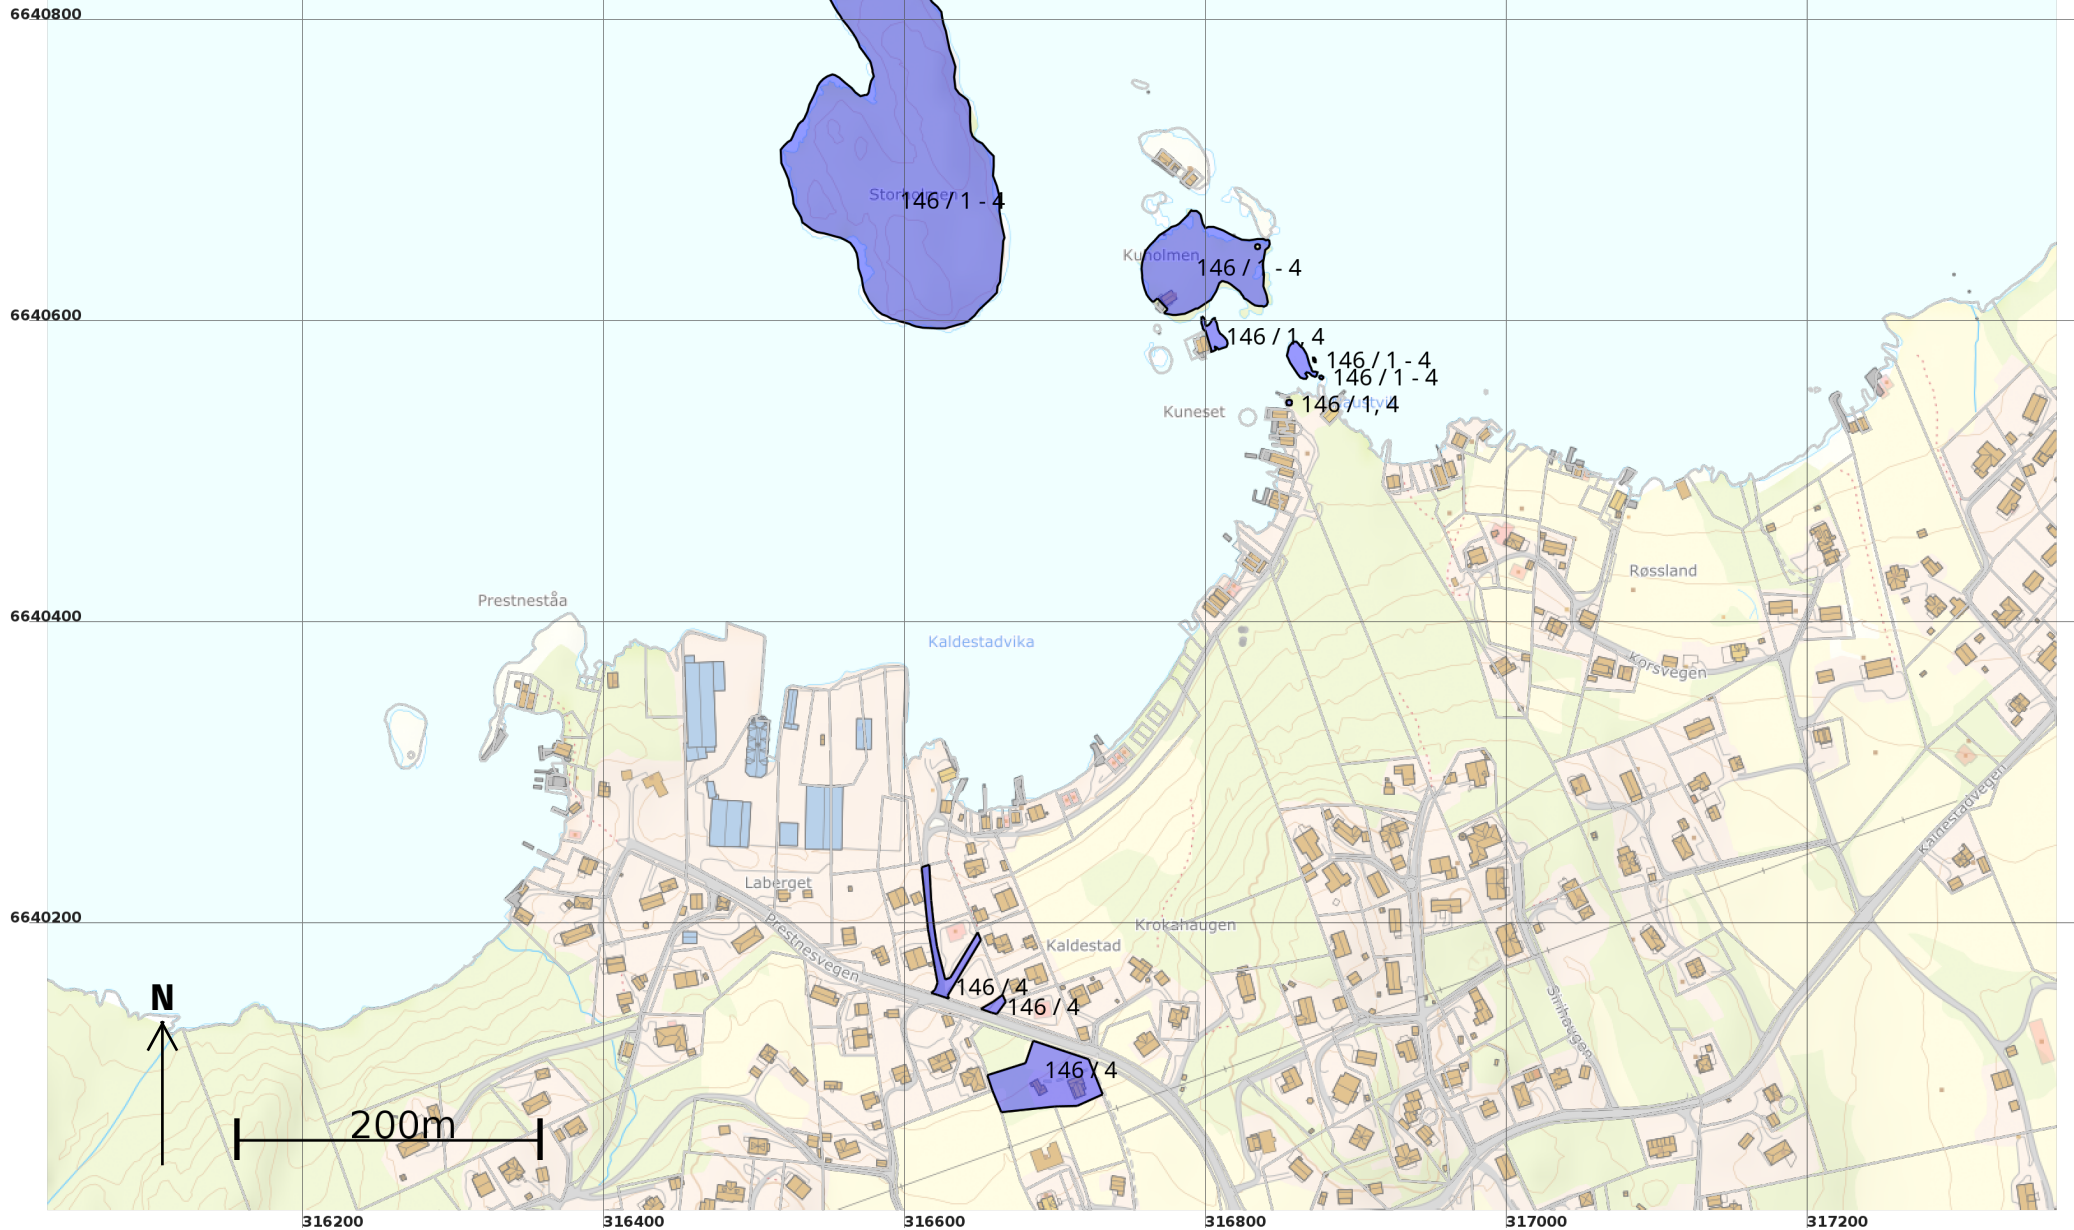 6640800
Storholmen
146 / 1 - 4
Kuholmen
146 / 1 - 4
6640600
146 / 1, 4
146 / 1 - 4
146 / 1 - 4
146 / 1, 4
Kuneset
Røssland
Prestneståa
6640400
Kaldestadvika
Korsvegen
Kaldestadvegen
Laberget
6640200
Prestnesvegen
Krokahaugen
Kaldestad
146 / 4
146 / 4
N
Sirihaugen
146 / 4
200m
316200
316400
316600
316800
317000
317200